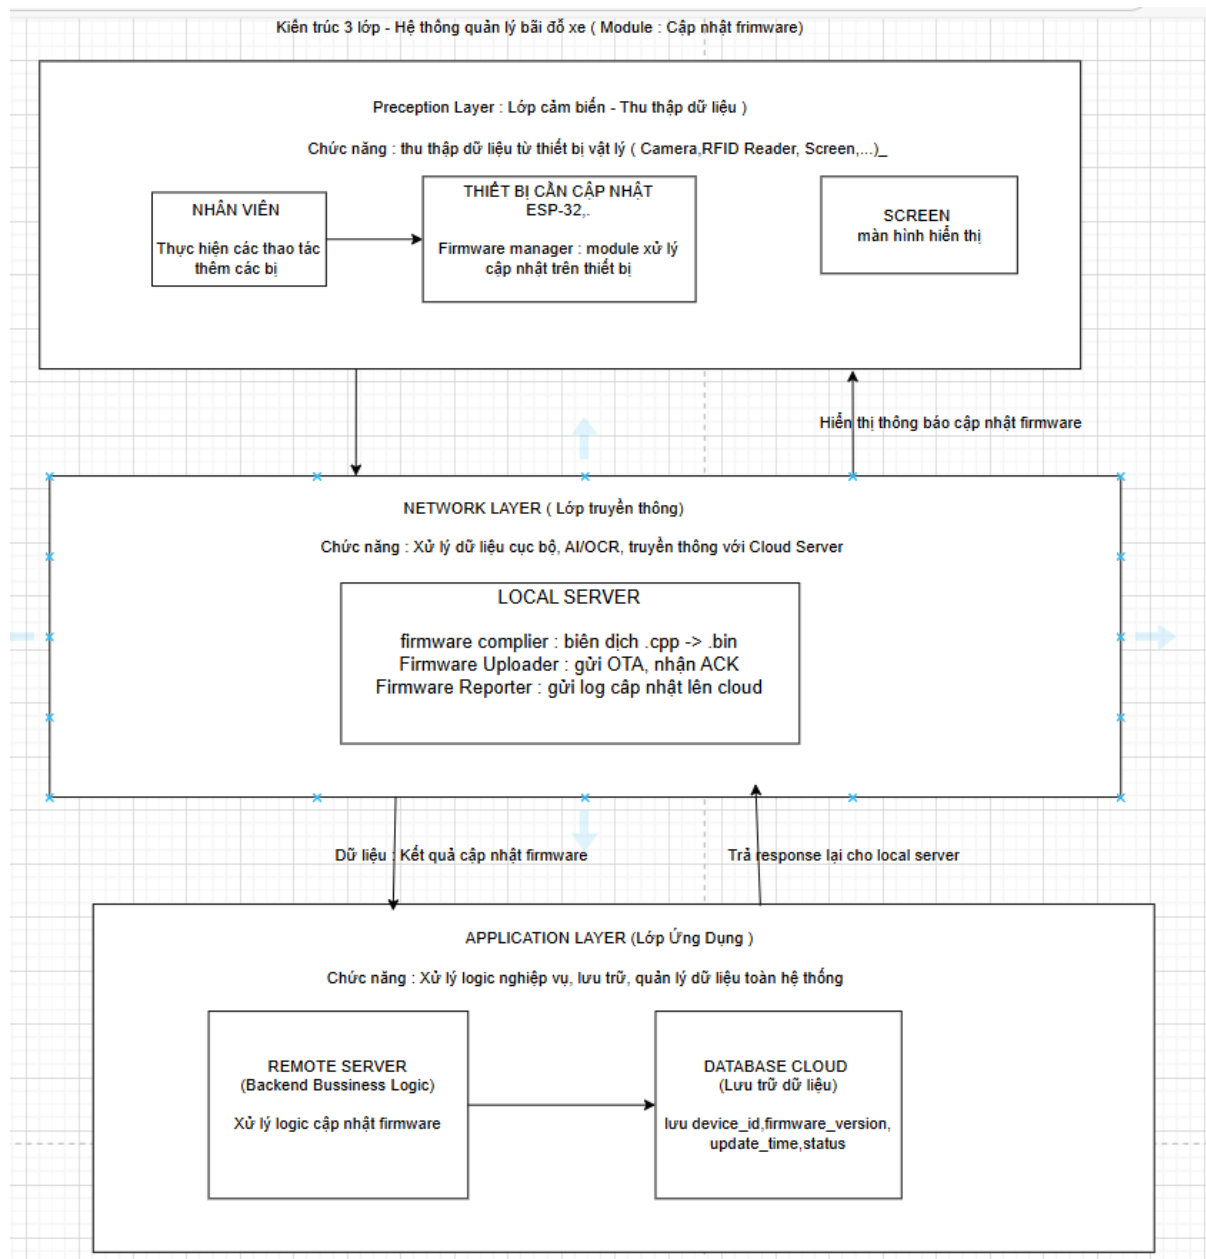 Kiến trúc 3 lớp - Hệ thống quản lý bãi đỗ xe ( Module : Cập nhật frimware)
Preception Layer : Lớp cảm biến - Thu thập dữ liệu )
Chức năng : thu thập dữ liệu từ thiết bị vật lý ( Camera,RFID Reader, Screen,...)_
NHÂN VIÊN
Thực hiện các thao tác
thêm các bị
THIẾT BỊ CẦN CẬP NHẬT
ESP-32,.
Firmware manager : module xử lý
cập nhật trên thiết bị
SCREEN
màn hình hiển thị
Hiển thị thông báo cập nhật firmware
NETWORK LAYER ( Lớp truyền thông)
Chức năng : Xử lý dữ liệu cục bộ, AI/OCR, truyền thông với Cloud Server
LOCAL SERVER
firmware complier : biên dịch .cpp -> .bin
Firmware Uploader : gửi OTA, nhận ACK
Firmware Reporter : gửi log câp nhật lên cloud
Dữ liệu : Kết quả cập nhật firmware
Trả response lại cho local server
APPLICATION LAYER (Lớp Ứng Dụng )
Chức năng : Xử lý logic nghiệp vụ, lưu trữ, quản lý dữ liệu toàn hệ thống
REMOTE SERVER
(Backend Bussiness Logic)
Xử lý logic cập nhật firmware
DATABASE CLOUD
(Lưu trữ dữ liệu)
lưu device_id,firmware_version,
update_time,status